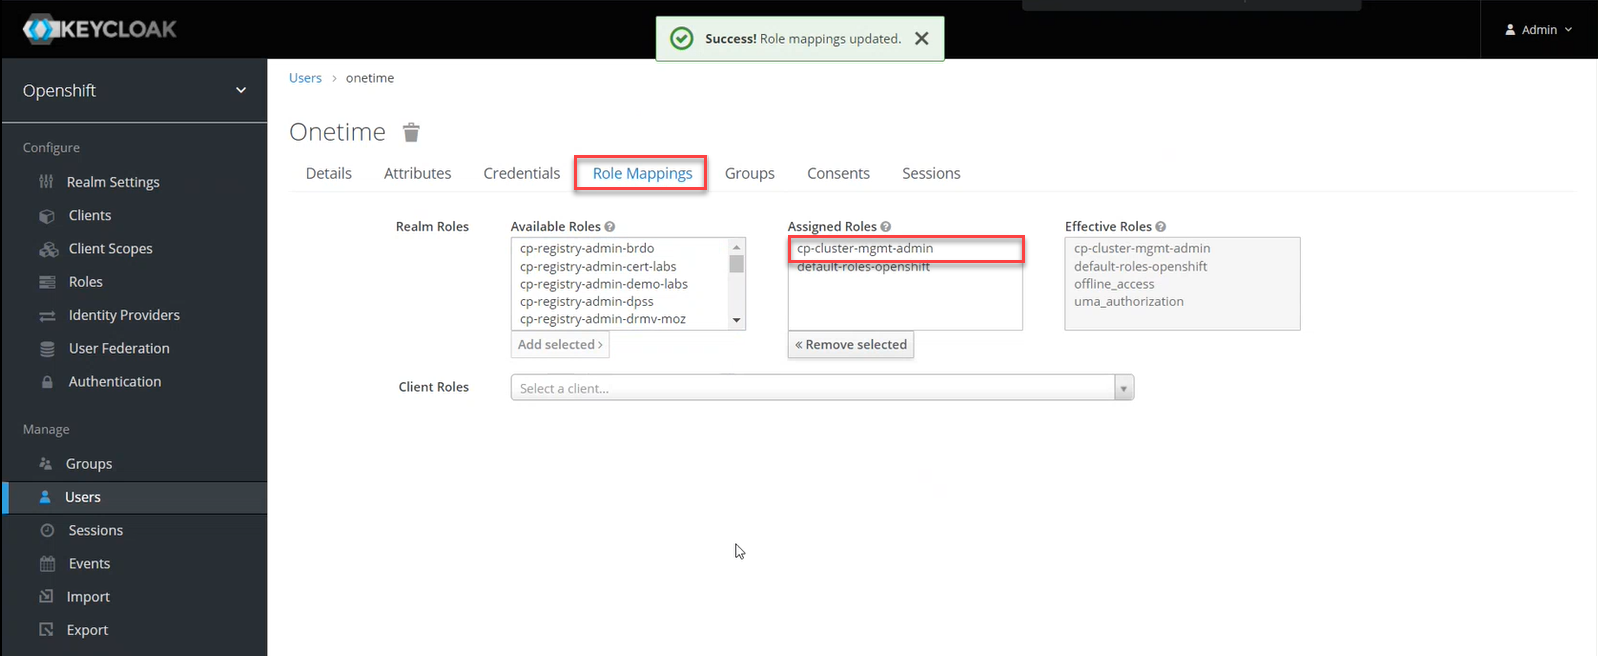 KEYCLOAK
Success! Role mappings updated.
Admin
Openshift
Configure
Realm Settings
Clients
Client Scopes
Roles
Identity Providers
User Federation
Authentication
Manage
Groups
Users
Sessions
Events
Import
Export
Users > onetime
Onetime
Details Attributes Credentials Role Mappings Groups Consents Sessions
Realm Roles
Available Roles
cp-registry-admin-brdo
cp-registry-admin-cert-labs
cp-registry-admin-demo-labs
cp-registry-admin-dpss
cp-registry-admin-drmv-moz
Add selected >
Assigned Roles
cp-cluster-mgmt-admin
default-roles-openshift
« Remove selected
Effective Roles
cp-cluster-mgmt-admin
default-roles-openshift
offline_access
uma_authorization
Client Roles
Select a client...